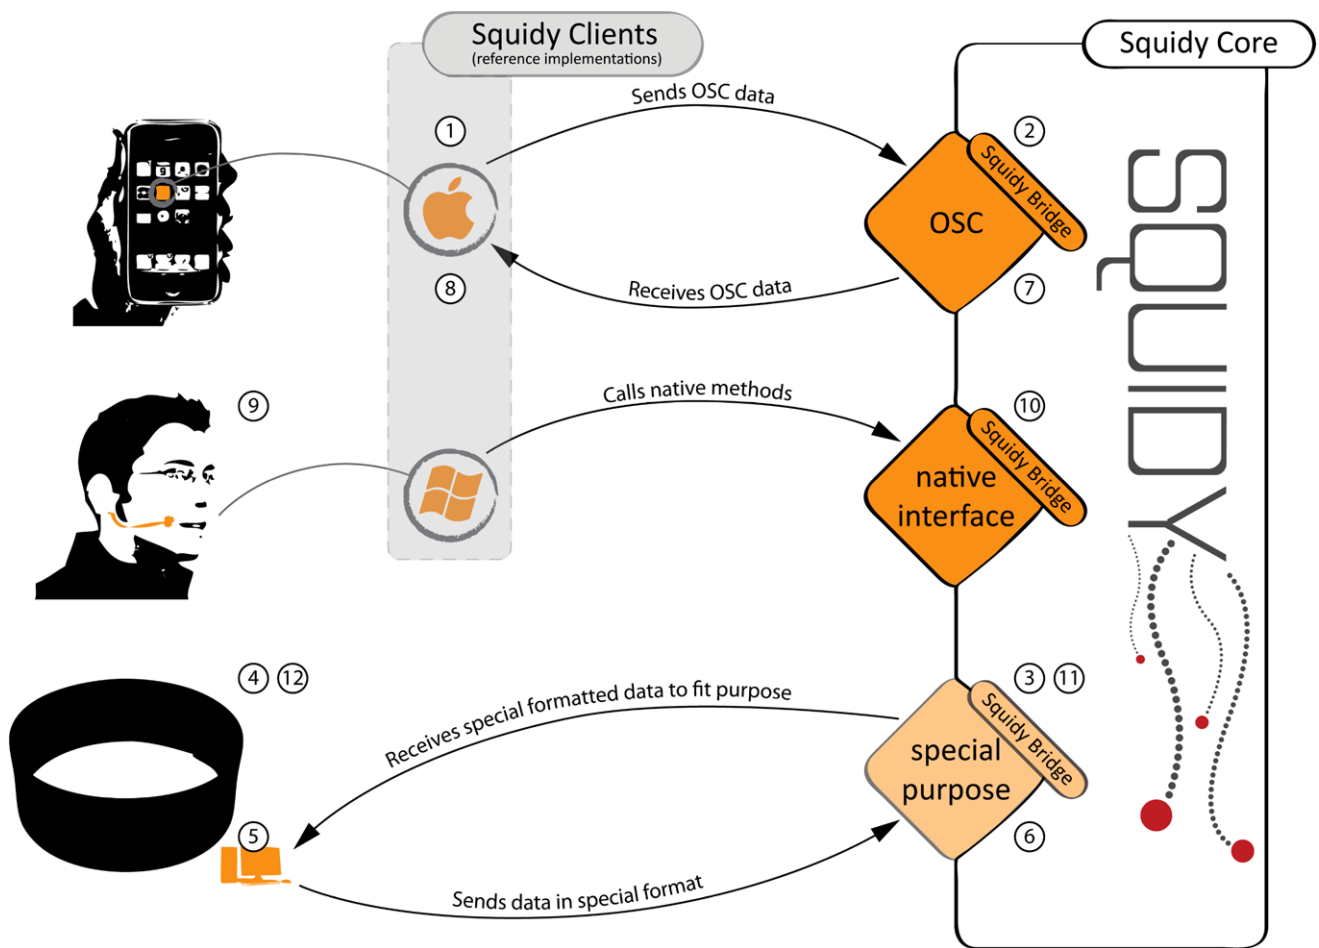 Squidy Clients
(reference implementations)
Squidy Core
Sends OSC data
1
2
Squidy Bridge
OSC
8
Receives OSC data
7
SQUIDY
9
Calls native methods
10
Squidy Bridge
native
interface
4
12
Receives special formatted data to fit purpose
3
11
Squidy Bridge
special
purpose
5
6
Sends data in special format